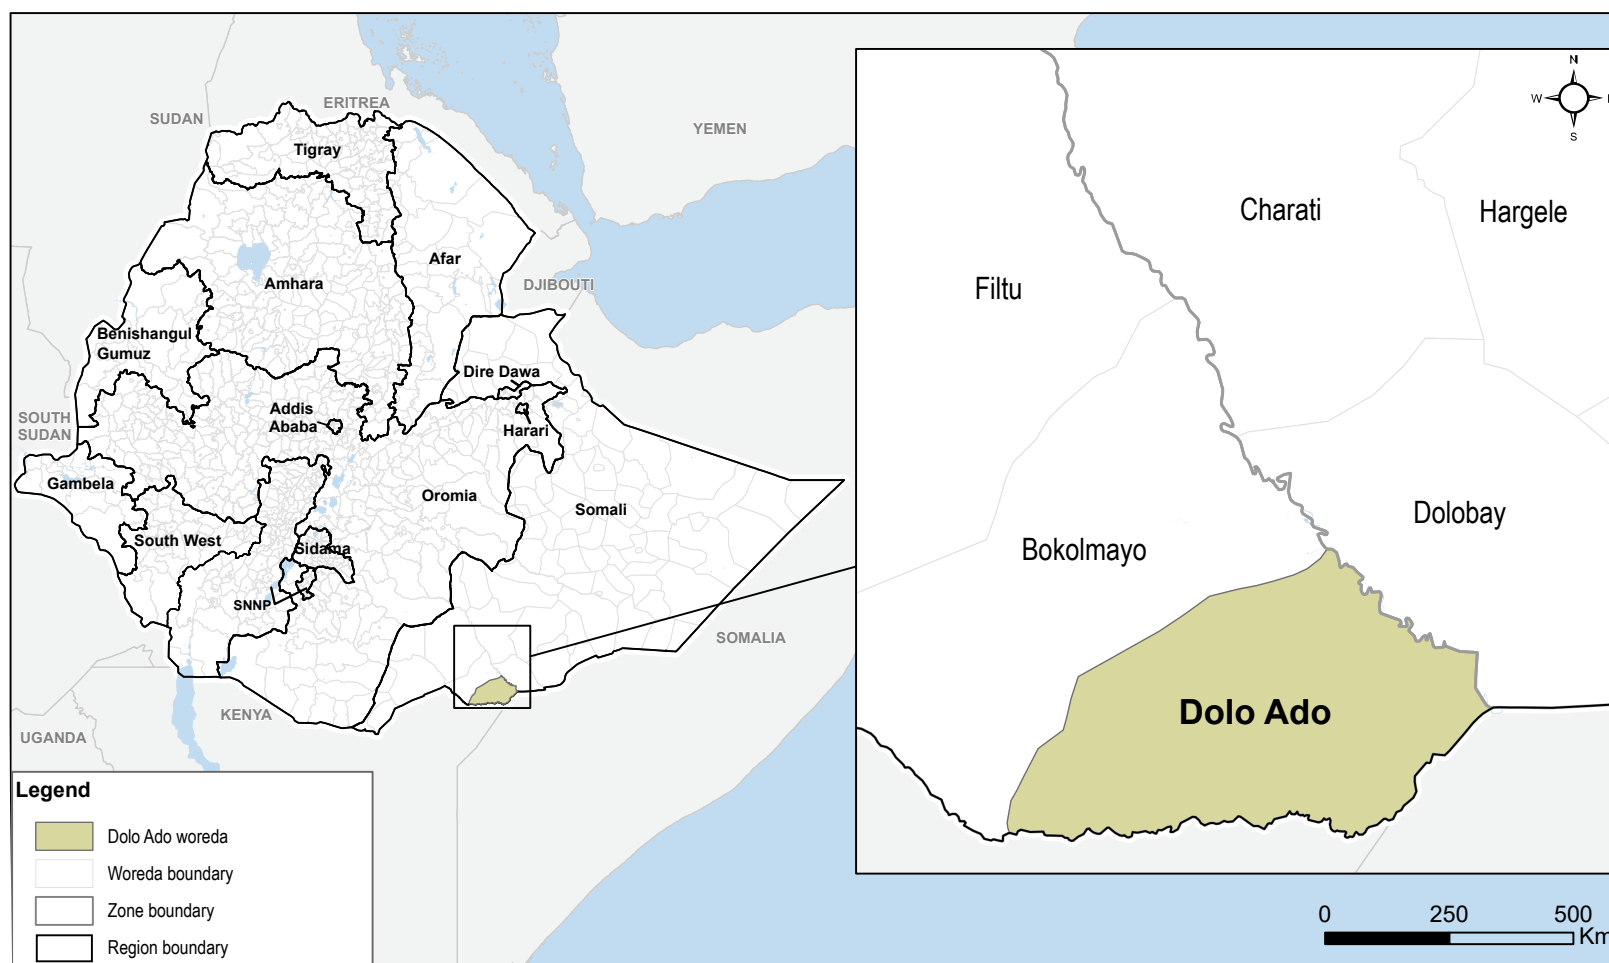 ERITREA
SUDAN
YEMEN
Tigray
Afar
Amhara
DJIBOUTI
Benishangul
Gumuz
Dire Dawa
Addis
Ababa
Harari
SOUTH
SUDAN
Gambela
Oromia
Somali
South West
Sidama
SNNP
SOMALIA
KENYA
UGANDA
Legend
Dolo Ado woreda
Woreda boundary
Zone boundary
Region boundary
N
W
S
Charati
Hargele
Filtu
Dolobay
Bokolmayo
Dolo Ado
0 250 500
Km